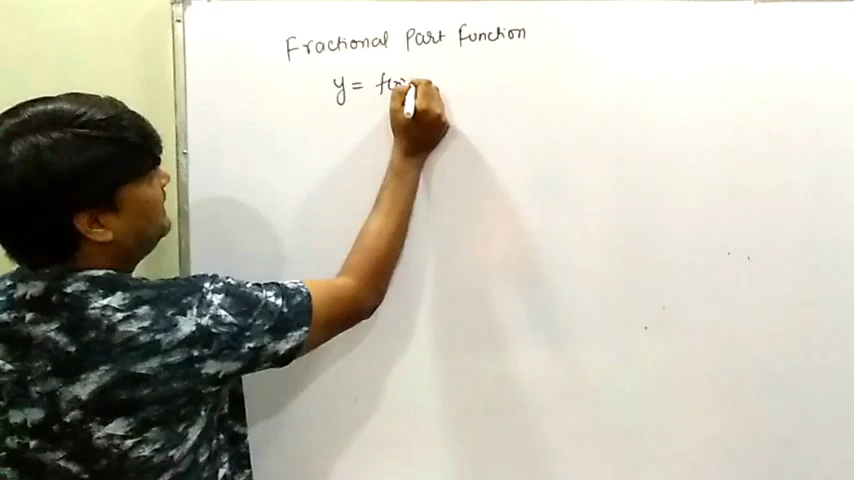 Fractional Part Function
y = f(x